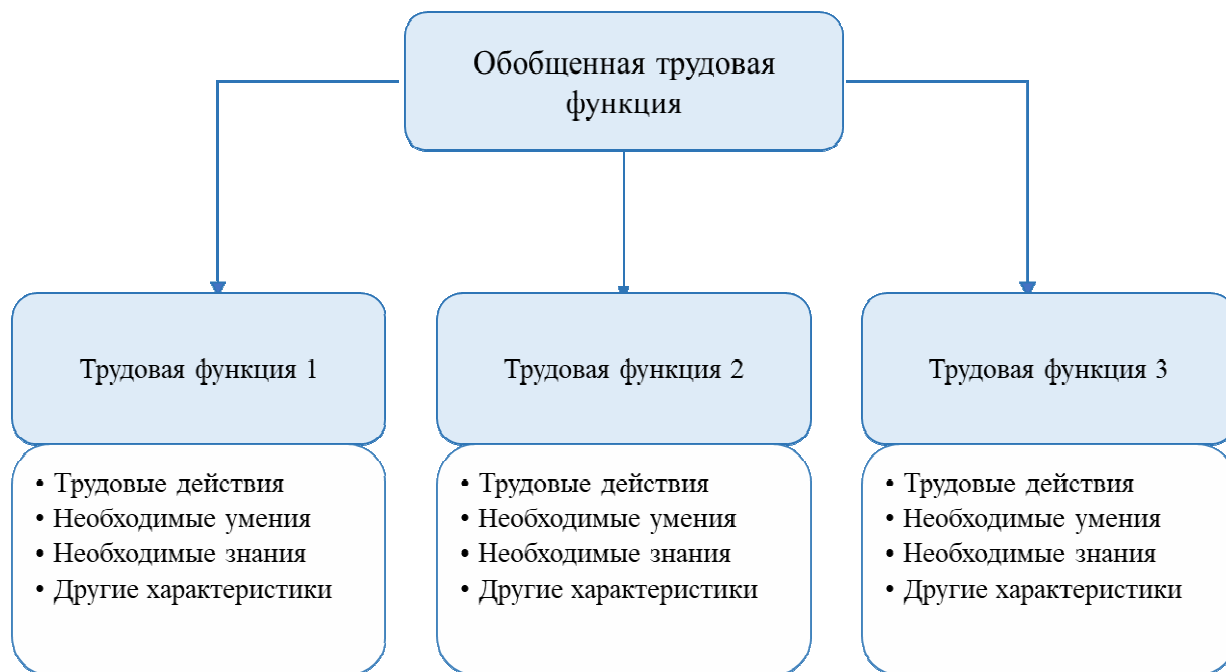 Обобщенная трудовая
функция
Трудовая функция 1
• Трудовые действия
• Необходимые умения
• Необходимые знания
• Другие характеристики
Трудовая функция 2
• Трудовые действия
• Необходимые умения
• Необходимые знания
• Другие характеристики
Трудовая функция 3
• Трудовые действия
• Необходимые умения
• Необходимые знания
• Другие характеристики